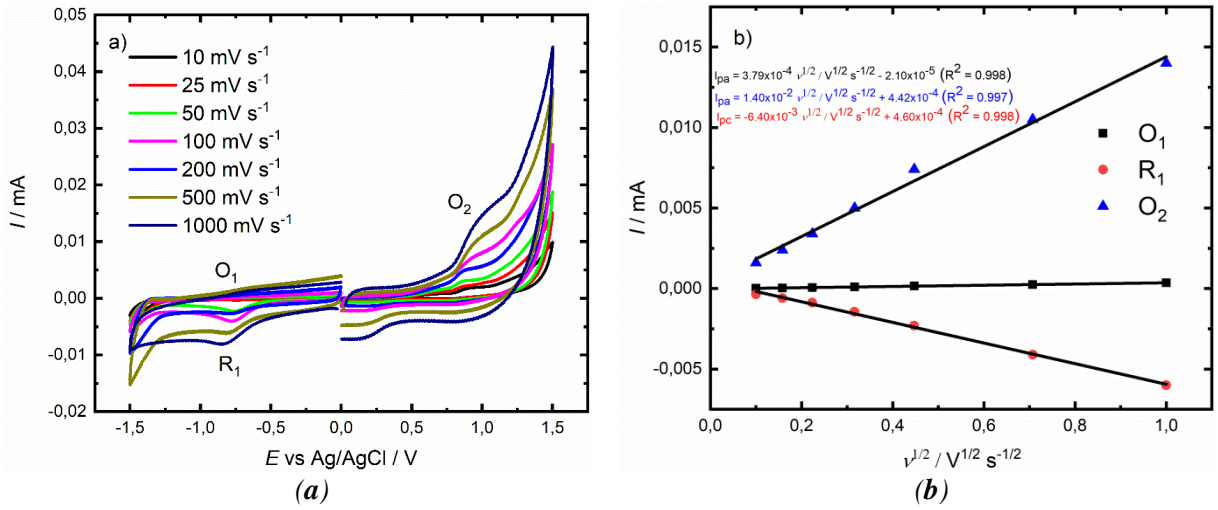 a)
10 mV s⁻¹
25 mV s⁻¹
50 mV s⁻¹
100 mV s⁻¹
200 mV s⁻¹
500 mV s⁻¹
1000 mV s⁻¹
O₂
O₁
R₁
0,05
0,04
0,03
0,02
0,01
0,00
-0,01
-0,02
I / mA
-1,5 -1,0 -0,5 0,0 0,5 1,0 1,5
E vs Ag/AgCl / V
(a)
b)
Iₚₐ = 3.79x10⁻⁴ ν¹/² / V¹/² s⁻¹/² - 2.10x10⁻⁵ (R² = 0.998)
Iₚₐ = 1.40x10⁻² ν¹/² / V¹/² s⁻¹/² + 4.42x10⁻⁴ (R² = 0.997)
Iₚc = -6.40x10⁻³ ν¹/² / V¹/² s⁻¹/² + 4.60x10⁻⁴ (R² = 0.998)
O₁
R₁
O₂
0,015
0,010
0,005
0,000
-0,005
I / mA
0,0 0,2 0,4 0,6 0,8 1,0
ν¹/² / V¹/² s⁻¹/²
(b)